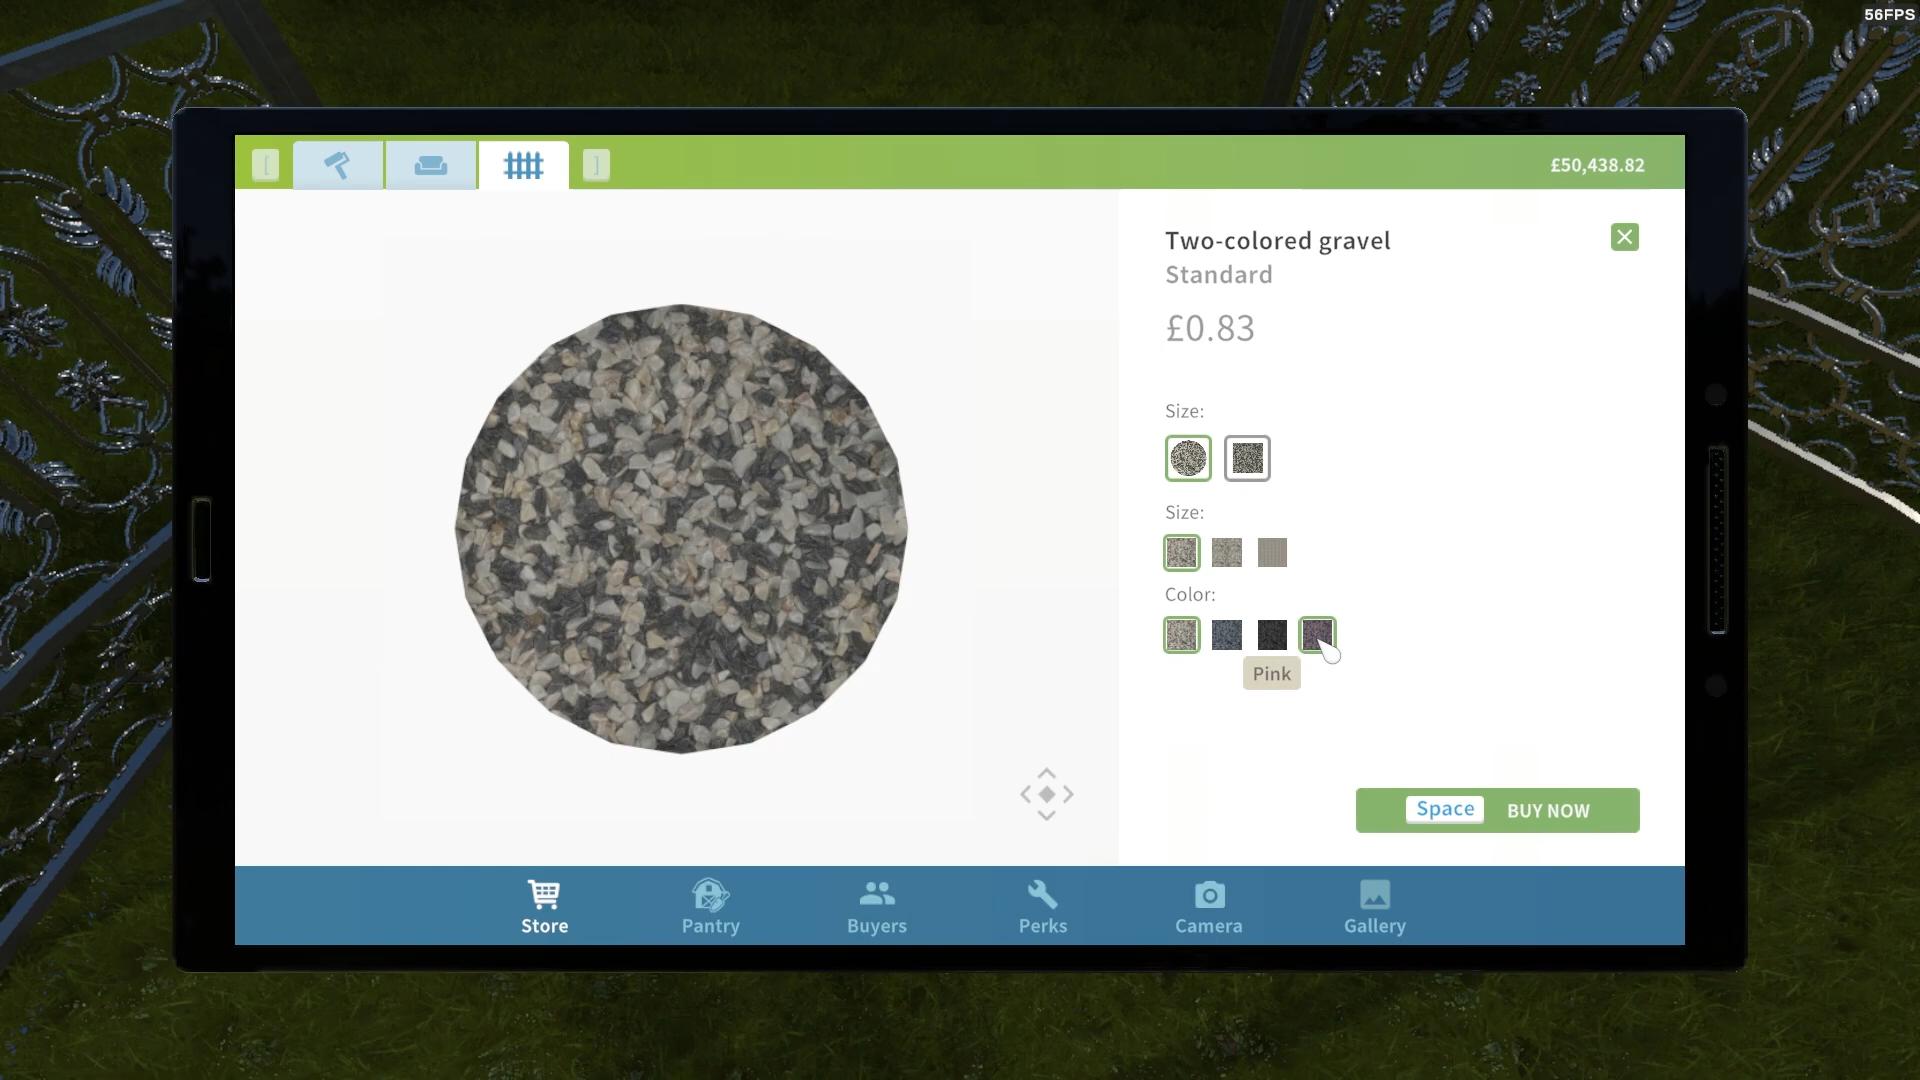 56FPS
[
]
£50,438.82
Two-colored gravel
Standard
£0.83
Size:
Size:
Color:
Pink
Space BUY NOW
Store
Pantry
Buyers
Perks
Camera
Gallery